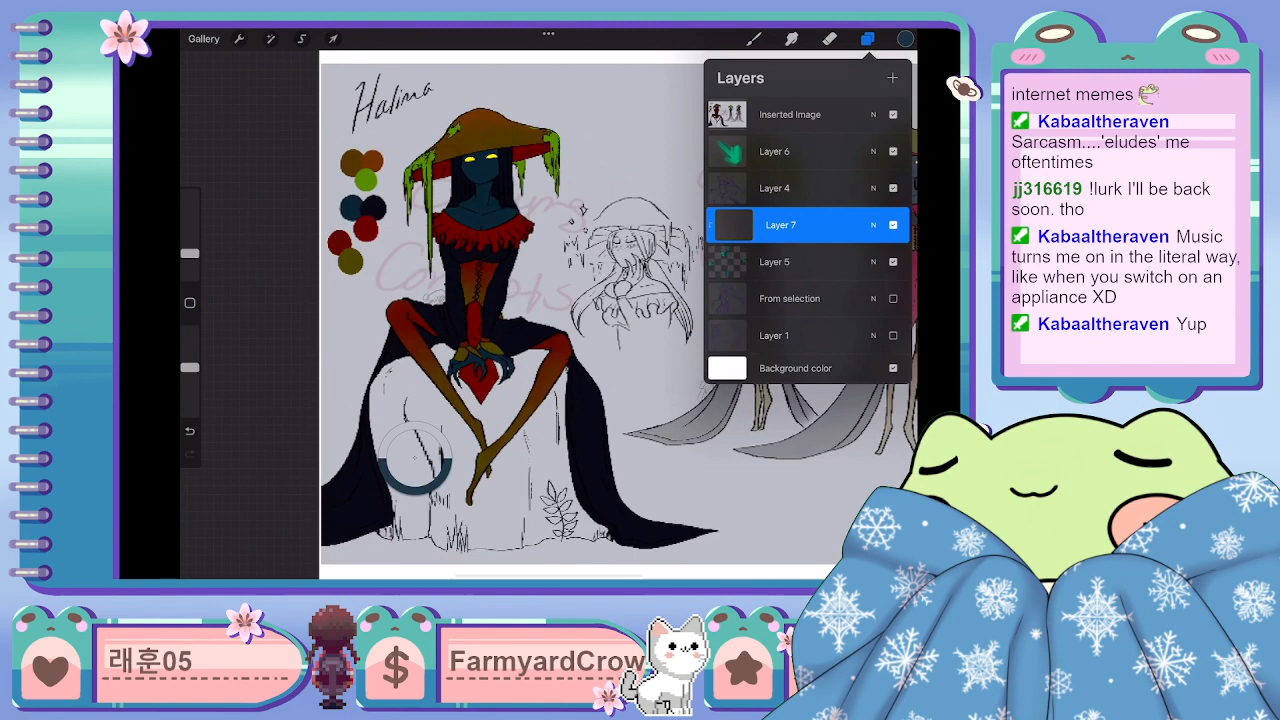 Gallery
Halima
Layers
Inserted Image N
Layer 6 N
Layer 4 N
Layer 7 N
Layer 5 N
From selection N
Layer 1 N
Background color
internet memes
Kabaaltheraven
Sarcasm....'eludes' me
oftentimes
jj316619 !lurk I'll be back
soon. tho
Kabaaltheraven Music
turns me on in the literal way,
like when you switch on an
appliance XD
Kabaaltheraven Yup
래훈05
$
FarmyardCrow